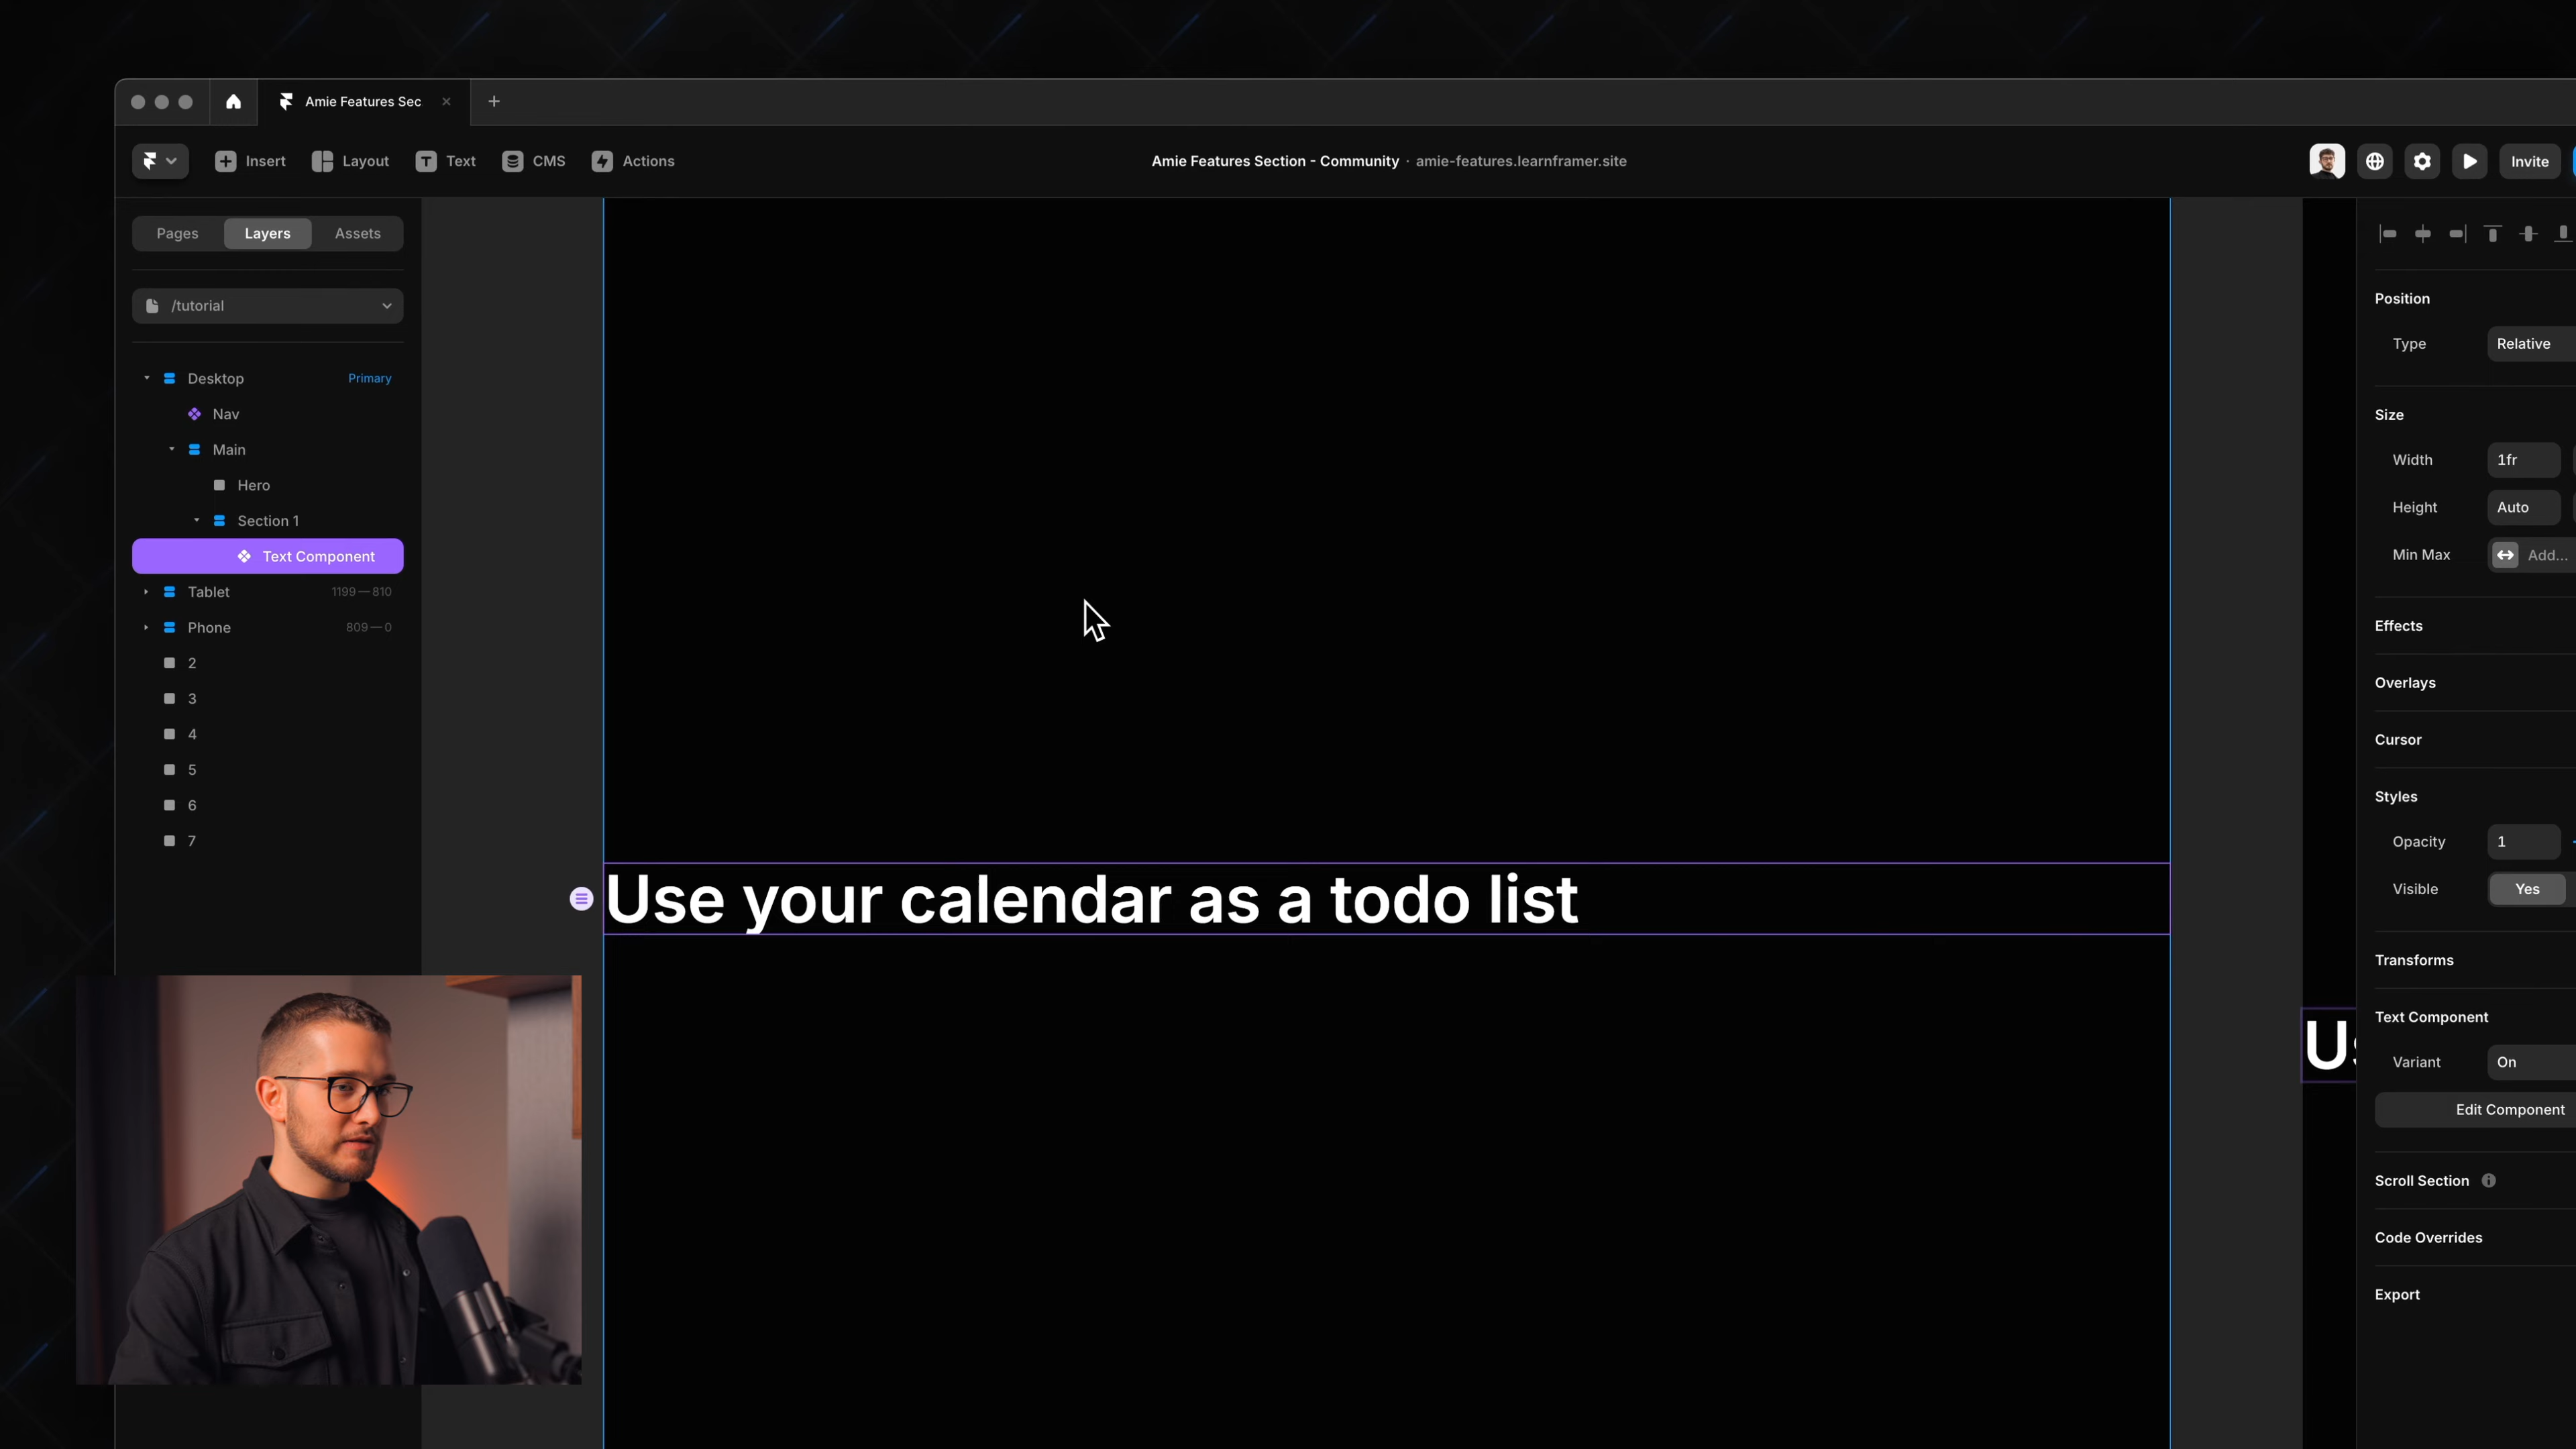 Amie Features Sec
Insert
Layout
Text
CMS
Actions
Amie Features Section - Community · amie-features.learnframer.site
Invite
Pages
Layers
Assets
/tutorial
Desktop
Primary
Nav
Main
Hero
Section 1
Text Component
Tablet
1199—810
Phone
809—0
2
3
4
5
6
7
Use your calendar as a todo list
Position
Type
Relative
Size
Width
1fr
Height
Auto
Min Max
Add...
Effects
Overlays
Cursor
Styles
Opacity
1
Visible
Yes
Transforms
Text Component
Variant
On
Edit Component
Scroll Section
Code Overrides
Export